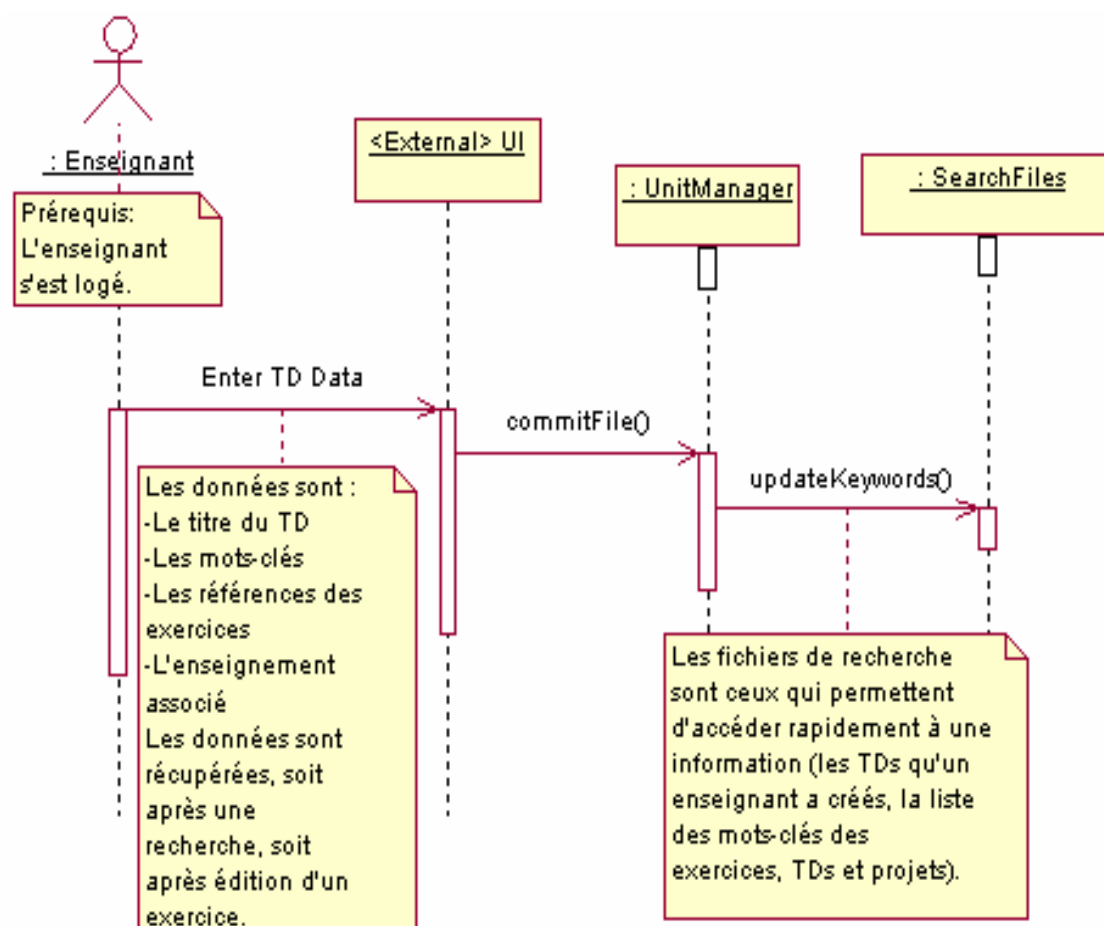 <External> UI
: Enseignant
: UnitManager
: SearchFiles
Prérequis:
L'enseignant
s'est logé.
Enter TD Data
commitFile()
updateKeywords()
Les données sont :
-Le titre du TD
-Les mots-clés
-Les références des
exercices
-L'enseignement
associé
Les données sont
récupérées, soit
après une
recherche, soit
après édition d'un
exercice.
Les fichiers de recherche
sont ceux qui permettent
d'accéder rapidement à une
information (les TDs qu'un
enseignant a créés, la liste
des mots-clés des
exercices, TDs et projets).